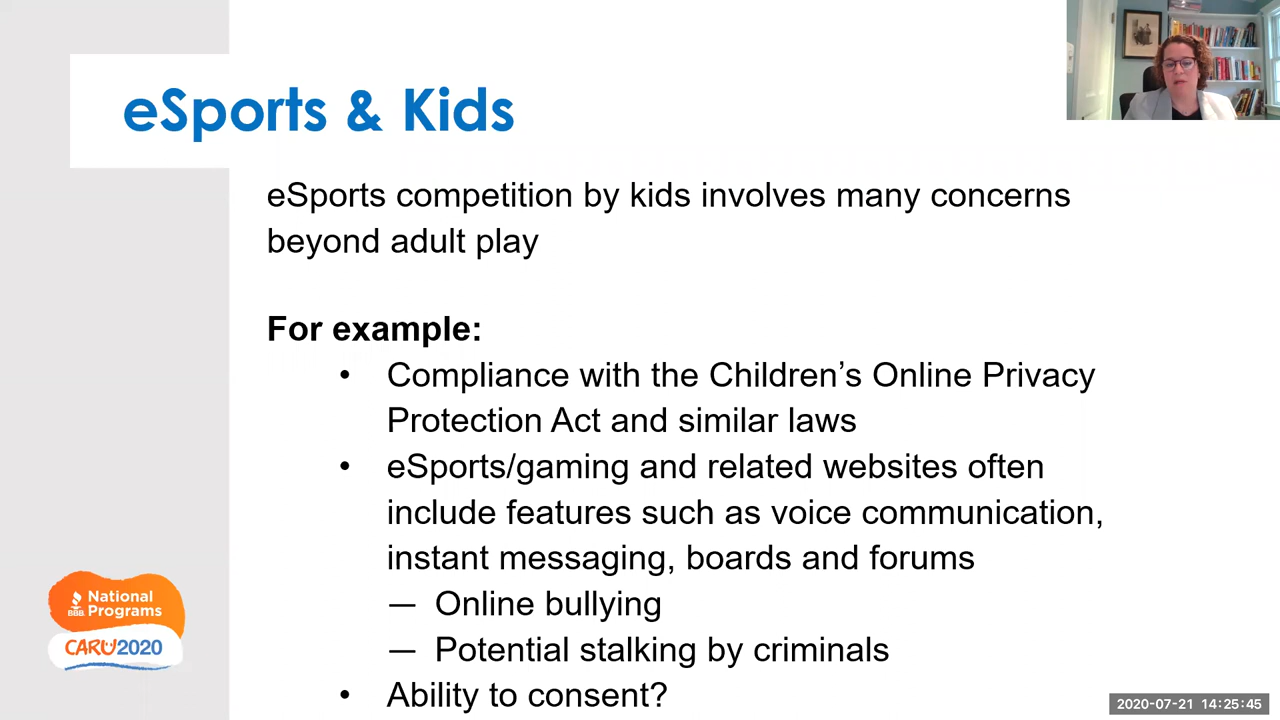 eSports & Kids
eSports competition by kids involves many concerns
beyond adult play
For example:
• Compliance with the Children’s Online Privacy
Protection Act and similar laws
• eSports/gaming and related websites often
include features such as voice communication,
instant messaging, boards and forums
— Online bullying
— Potential stalking by criminals
• Ability to consent?
BBB National
Programs
CARU2020
2020-07-21 14:25:45